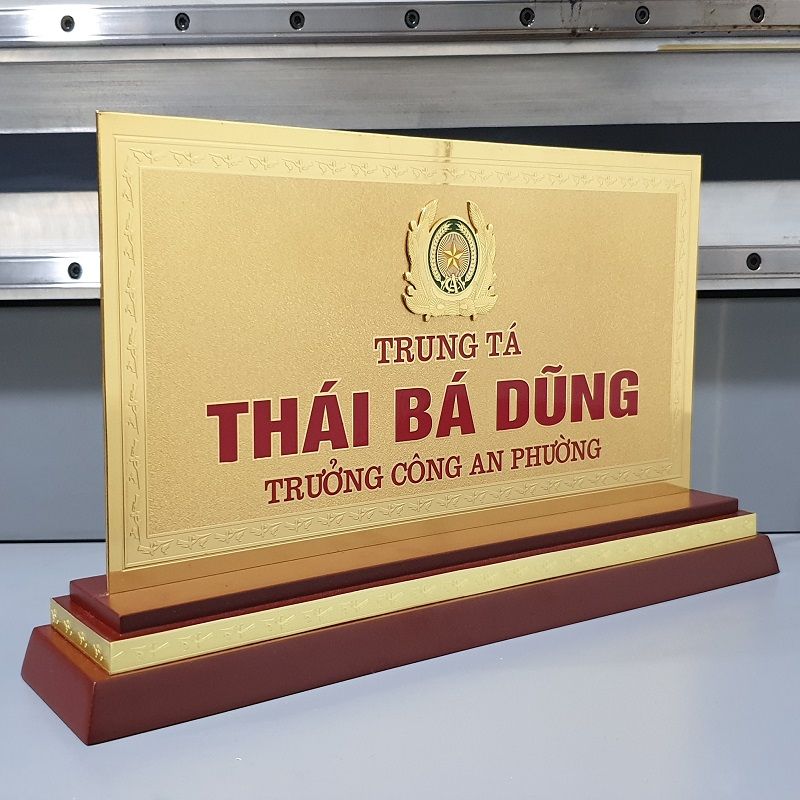 TRUNG TÁ
THÁI BÁ DŨNG
TRƯỞNG CÔNG AN PHƯỜNG